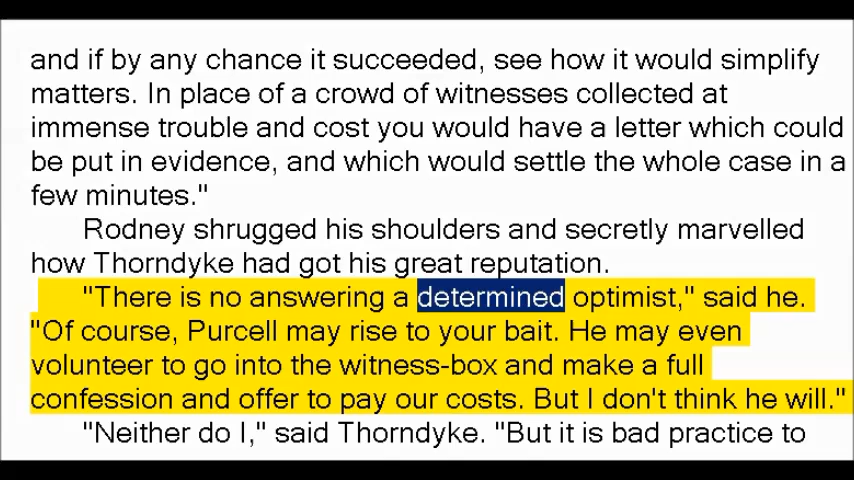 and if by any chance it succeeded, see how it would simplify
matters. In place of a crowd of witnesses collected at
immense trouble and cost you would have a letter which could
be put in evidence, and which would settle the whole case in a
few minutes."
Rodney shrugged his shoulders and secretly marvelled
how Thorndyke had got his great reputation.
"There is no answering a determined optimist," said he.
"Of course, Purcell may rise to your bait. He may even
volunteer to go into the witness-box and make a full
confession and offer to pay our costs. But I don't think he will."
"Neither do I," said Thorndyke. "But it is bad practice to